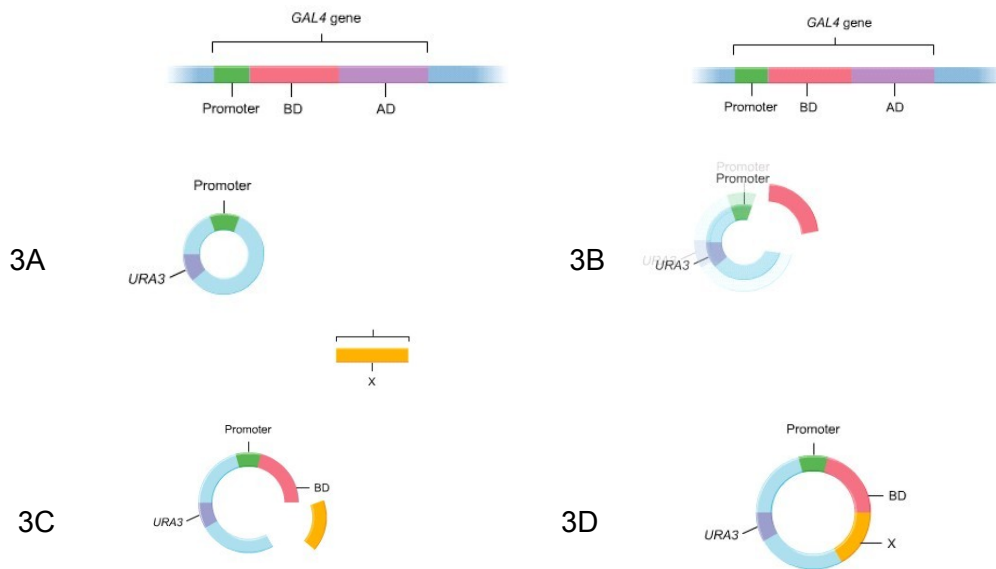 GAL4 gene
Promoter BD AD
GAL4 gene
Promoter BD AD
3A
Promoter
URA3
3B
Promoter
Promoter
URA3
URA3
X
3C
Promoter
BD
URA3
3D
Promoter
BD
URA3
X